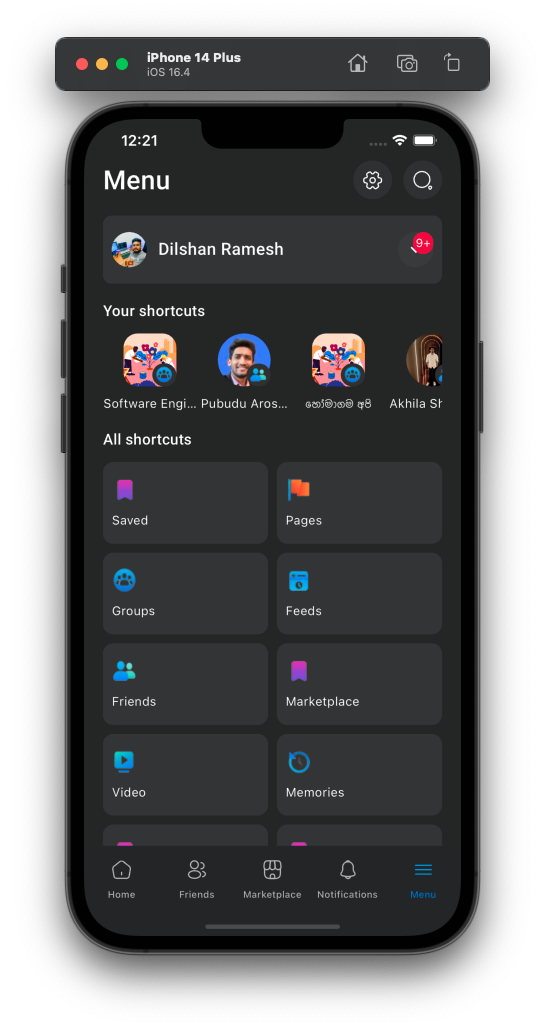 iPhone 14 Plus
iOS 16.4
12:21
Menu
Dilshan Ramesh
9+
Your shortcuts
Software Engi...
Pubudu Aros...
හෝමාගම අපි
Akhila Sh
All shortcuts
Saved
Pages
Groups
Feeds
Friends
Marketplace
Video
Memories
Home
Friends
Marketplace
Notifications
Menu